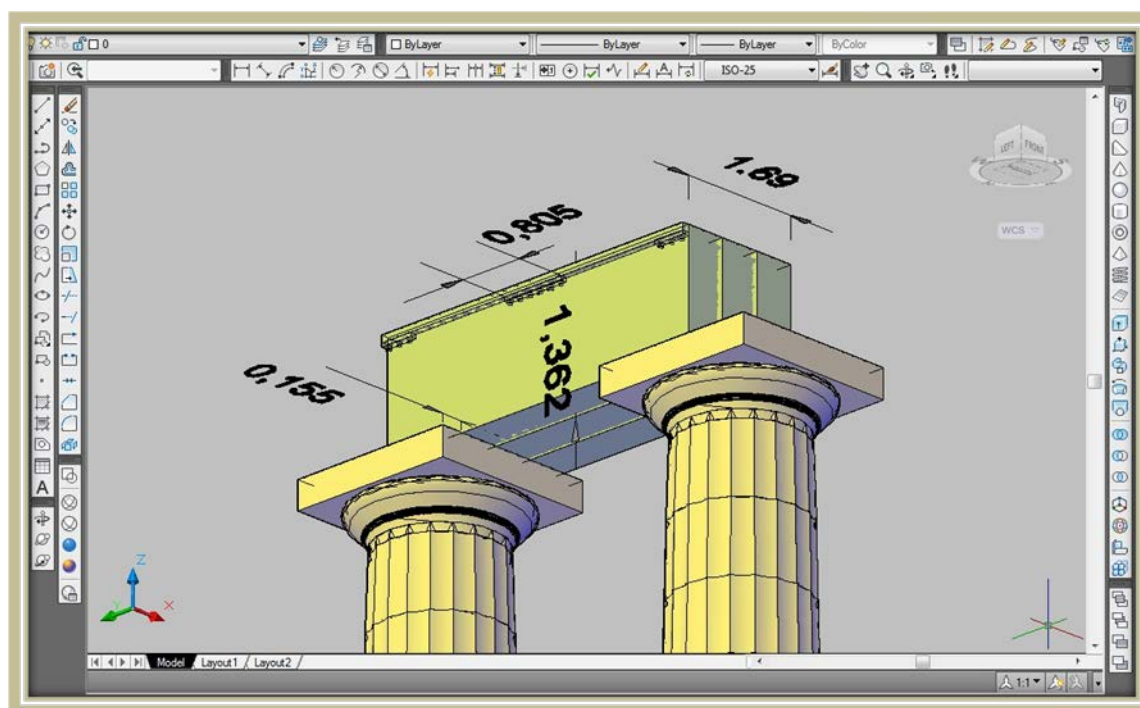 0 ByLayer ByLayer ByLayer ByColor
ISO-25
1.69
LEFT FRONT
0,805
WCS
1,362
0,155
A
Z
Y X
Model Layout1 Layout2
1:1